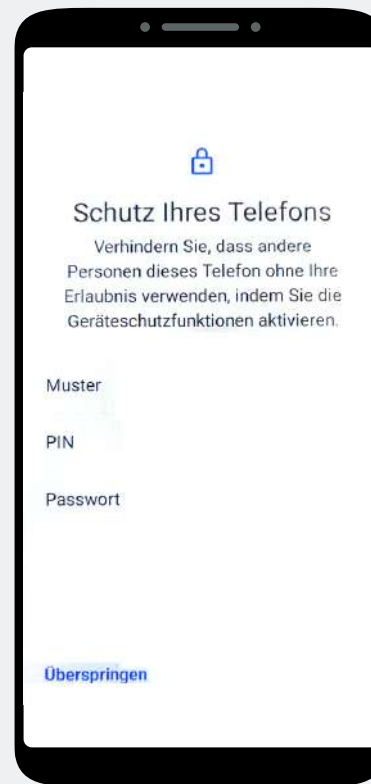 Schutz Ihres Telefons
Verhindern Sie, dass andere
Personen dieses Telefon ohne Ihre
Erlaubnis verwenden, indem Sie die
Geräteschutzfunktionen aktivieren.
Muster
PIN
Passwort
Überspringen